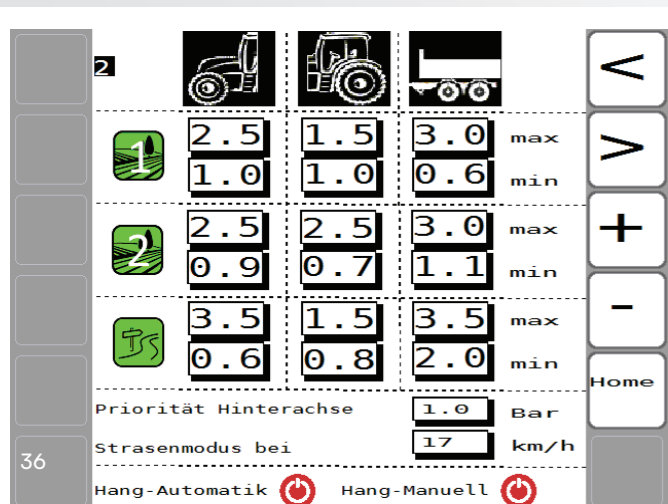 2
<
1 2.5 1.5 3.0 max
>
1.0 1.0 0.6 min
2 2.5 2.5 3.0 max
+
0.9 0.7 1.1 min
3.5 1.5 3.5 max
-
0.6 0.8 2.0 min
Home
Priorität Hinterachse 1.0 Bar
Strasenmodus bei 17 km/h
36
Hang-Automatik Hang-Manuell